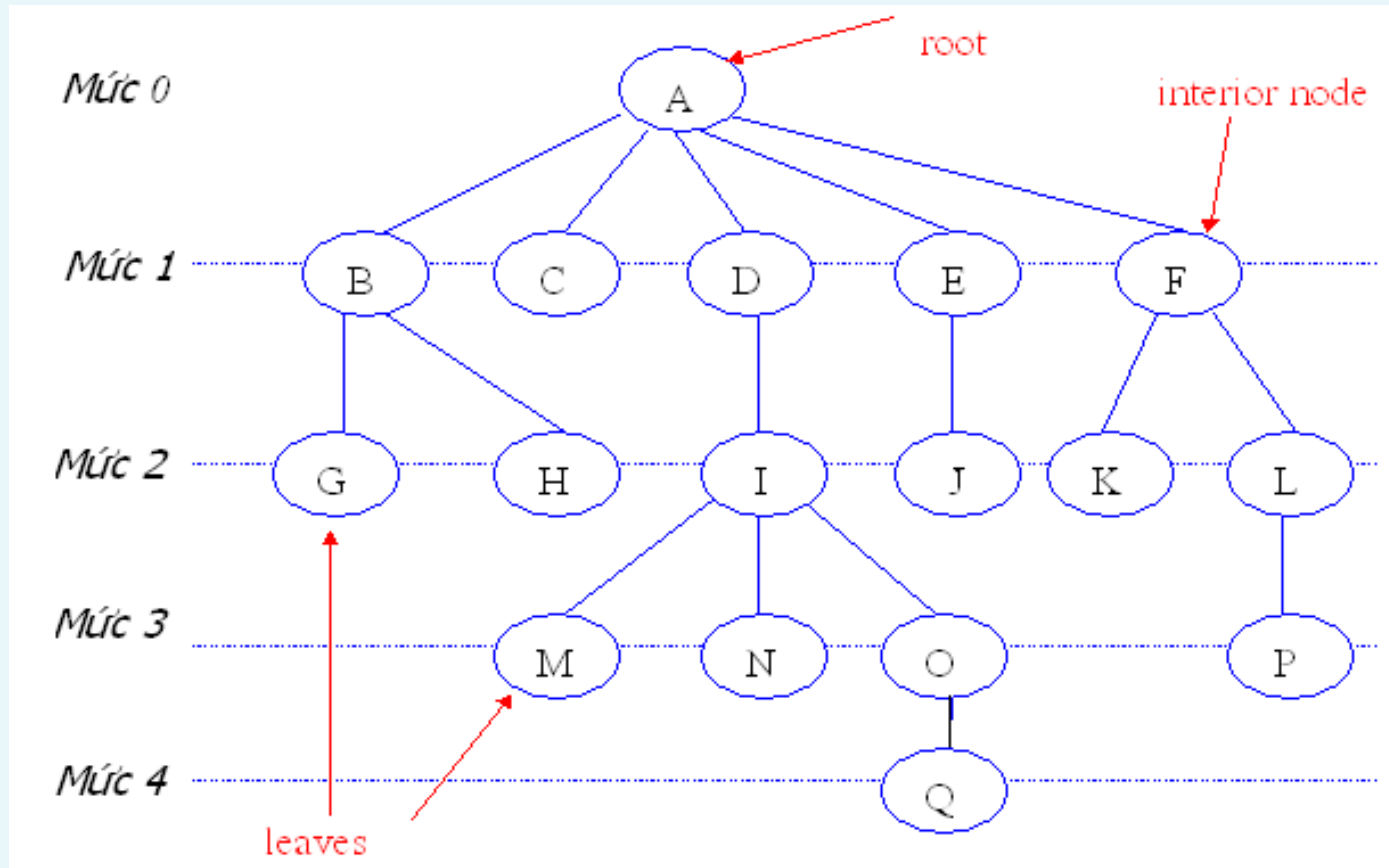 root
Mức 0
A
interior node
Mức 1
B C D E F
Mức 2
G H I J K L
Mức 3
M N O P
Mức 4
Q
leaves